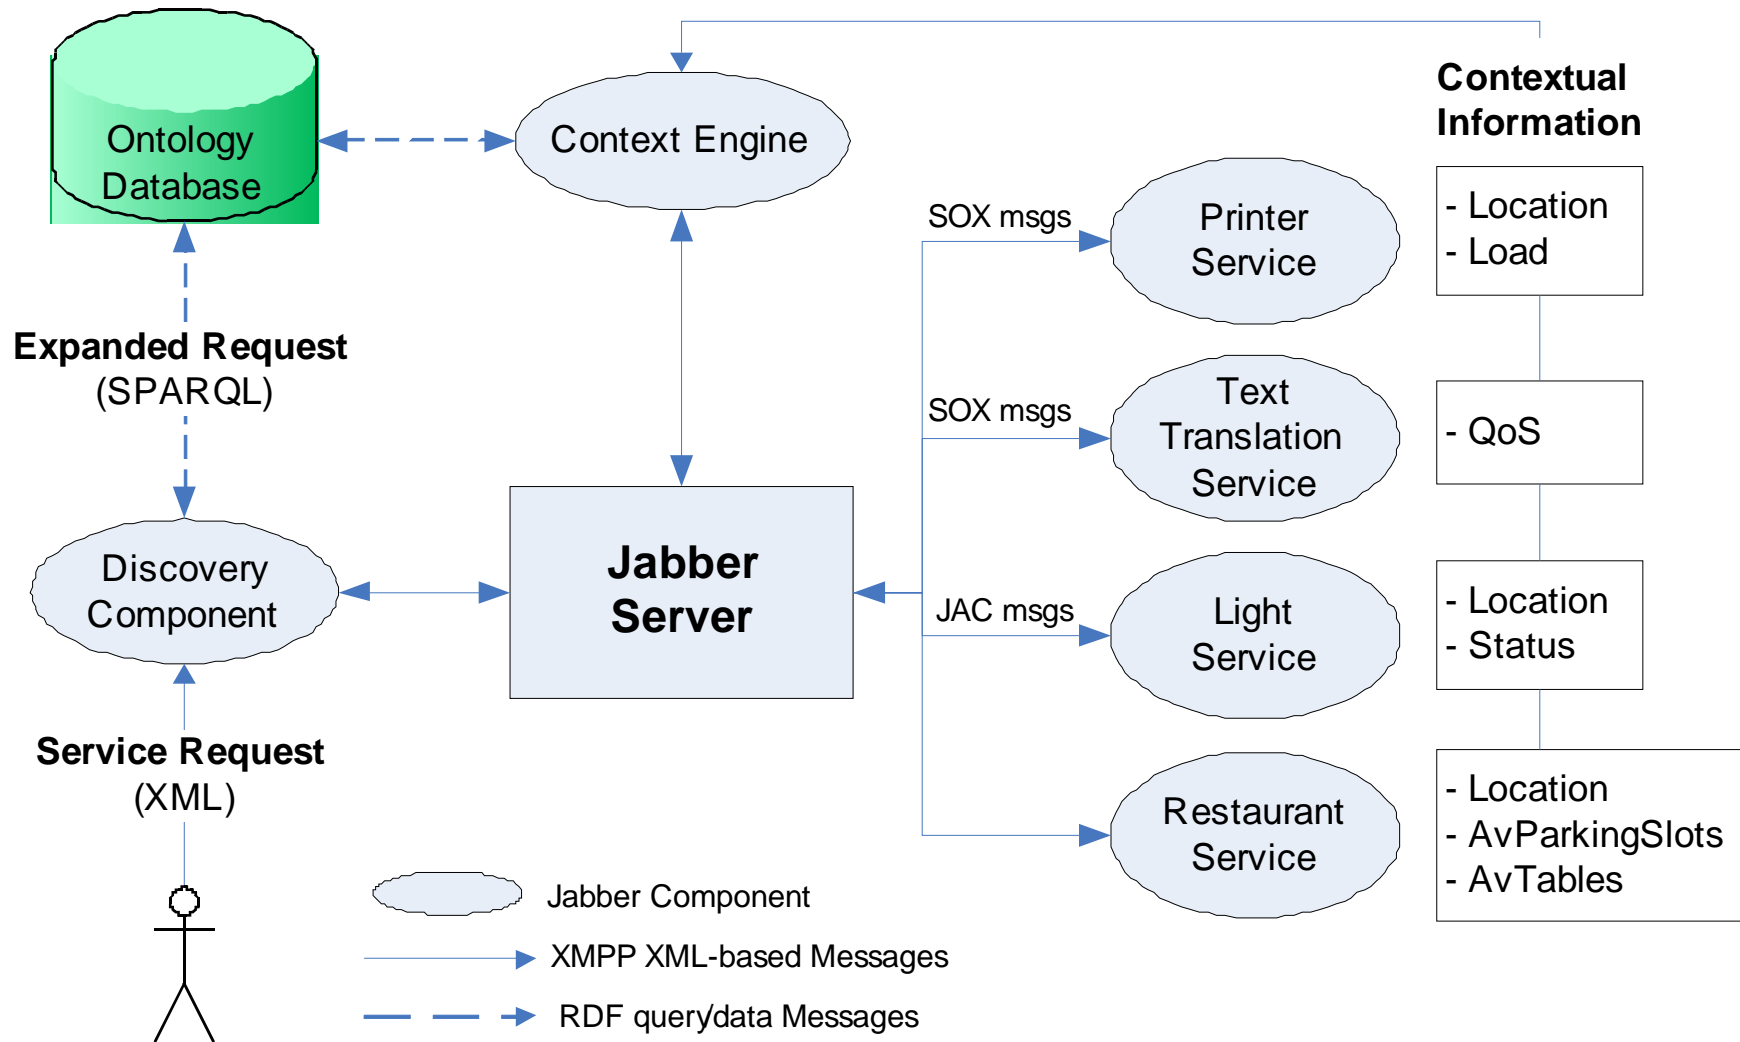 Ontology
Database
Context Engine
Contextual
Information
SOX msgs
Printer
Service
- Location
- Load
Expanded Request
(SPARQL)
SOX msgs
Text
Translation
Service
- QoS
Discovery
Component
Jabber
Server
JAC msgs
Light
Service
- Location
- Status
Service Request
(XML)
Restaurant
Service
- Location
- AvParkingSlots
- AvTables
Jabber Component
XMPP XML-based Messages
RDF query/data Messages